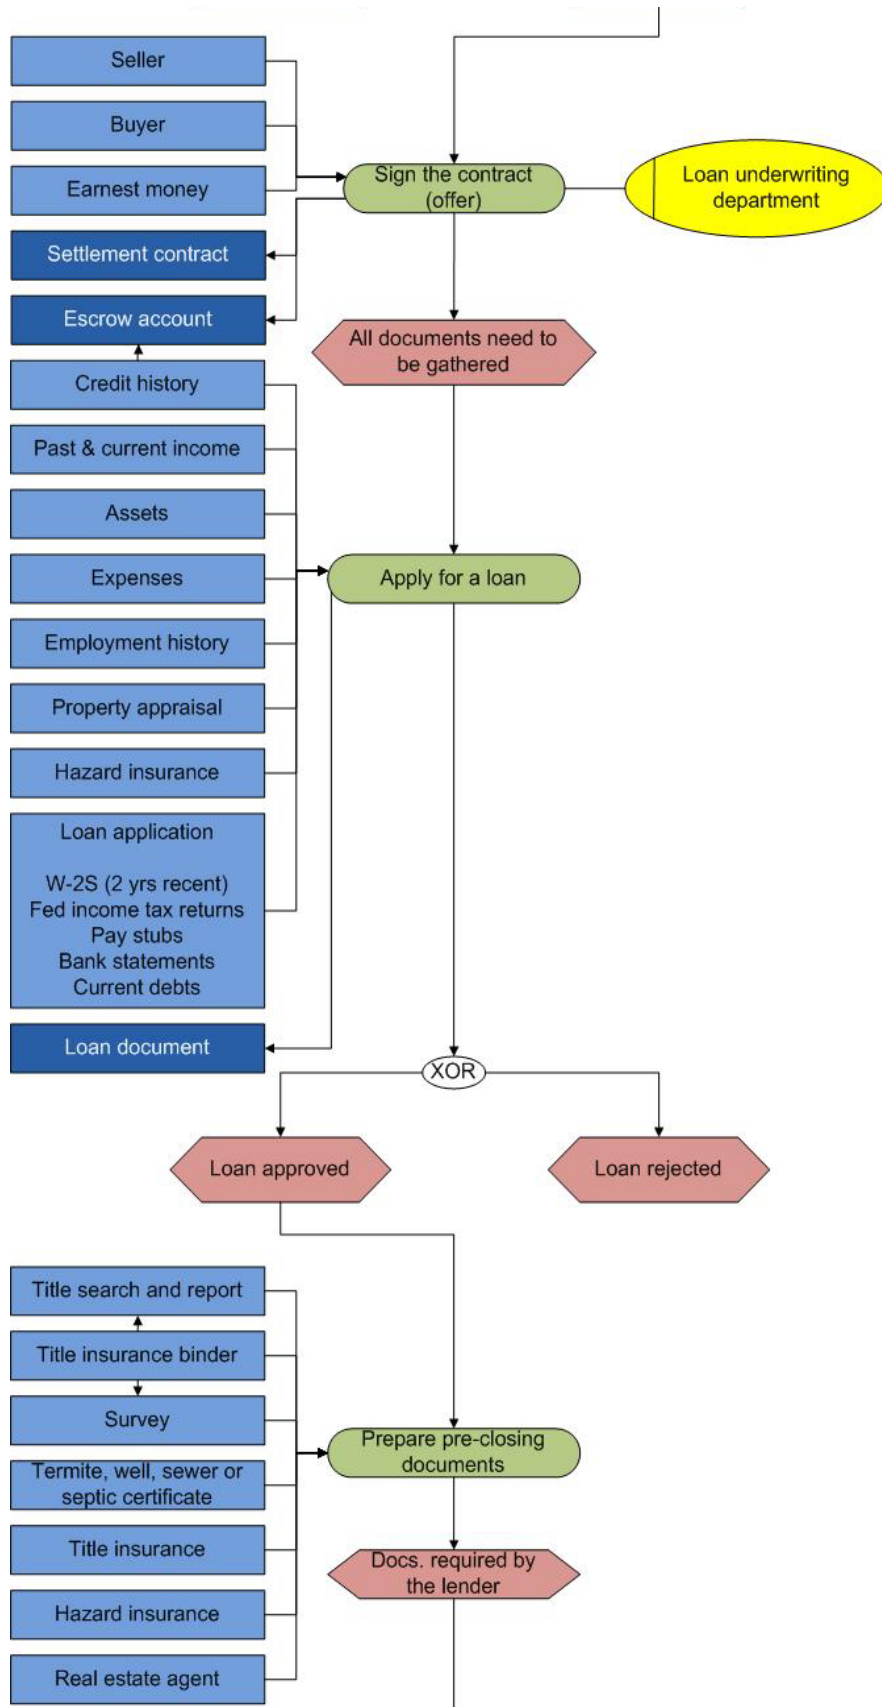 Seller
Buyer
Earnest money
Sign the contract
(offer)
Loan underwriting
department
Settlement contract
Escrow account
All documents need to
be gathered
Credit history
Past & current income
Assets
Expenses
Apply for a loan
Employment history
Property appraisal
Hazard insurance
Loan application
W-2S (2 yrs recent)
Fed income tax returns
Pay stubs
Bank statements
Current debts
Loan document
XOR
Loan approved
Loan rejected
Title search and report
Title insurance binder
Survey
Prepare pre-closing
documents
Termite, well, sewer or
septic certificate
Title insurance
Docs. required by
the lender
Hazard insurance
Real estate agent